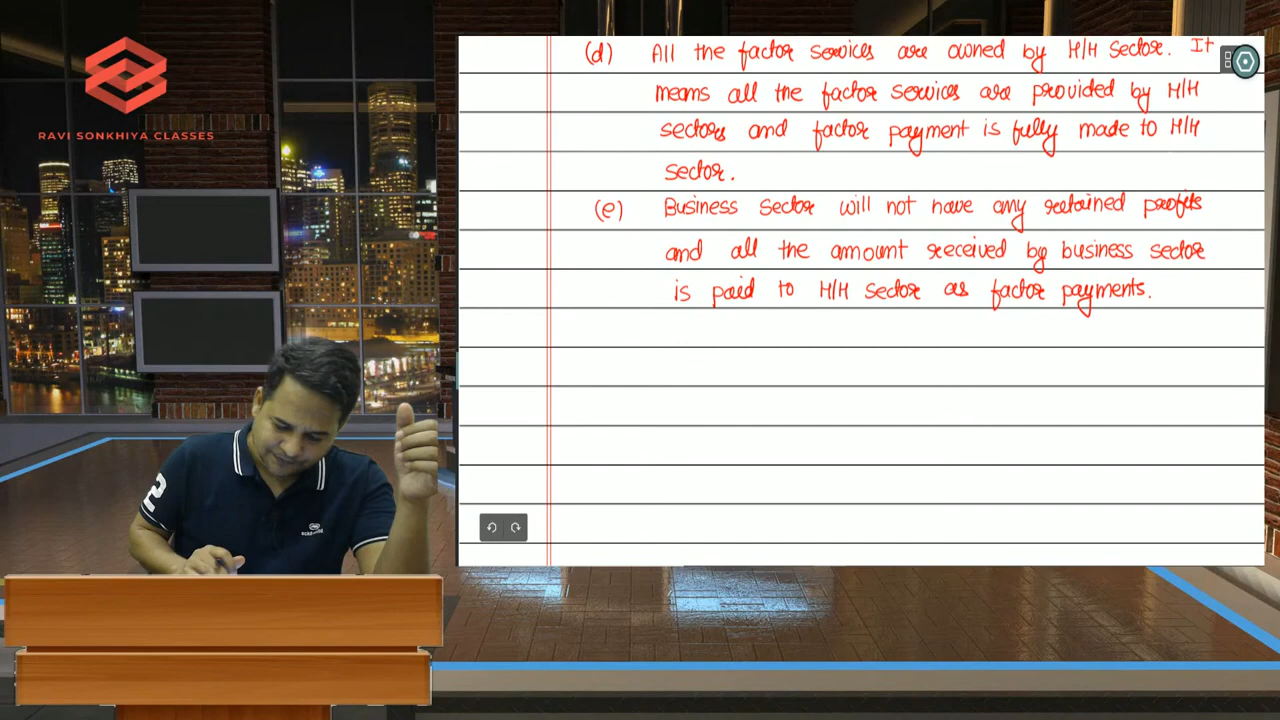 RAVI SONKHIYA CLASSES
(d) All the factor services are owned by H/H sector. It
means all the factor services are provided by H/H
sectors and factor payment is fully made to H/H
sector.
(e) Business sector will not have any retained profits
and all the amount received by business sector
is paid to H/H sector as factor payments.
2